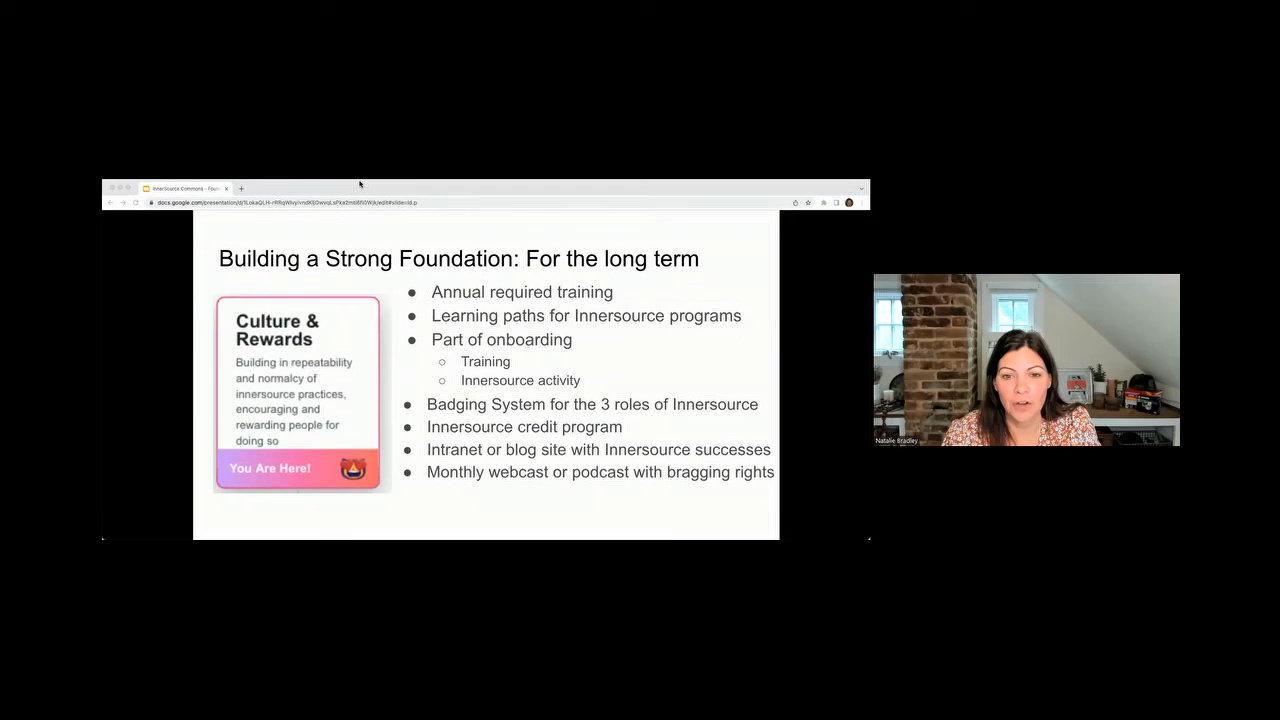 InnerSource Commons - Foun
Building a Strong Foundation: For the long term
Culture &
Rewards
Building in repeatability
and normalcy of
innersource practices,
encouraging and
rewarding people for
doing so
You Are Here!
● Annual required training
● Learning paths for Innersource programs
● Part of onboarding
○ Training
○ Innersource activity
● Badging System for the 3 roles of Innersource
● Innersource credit program
● Intranet or blog site with Innersource successes
● Monthly webcast or podcast with bragging rights
Natalie Bradley